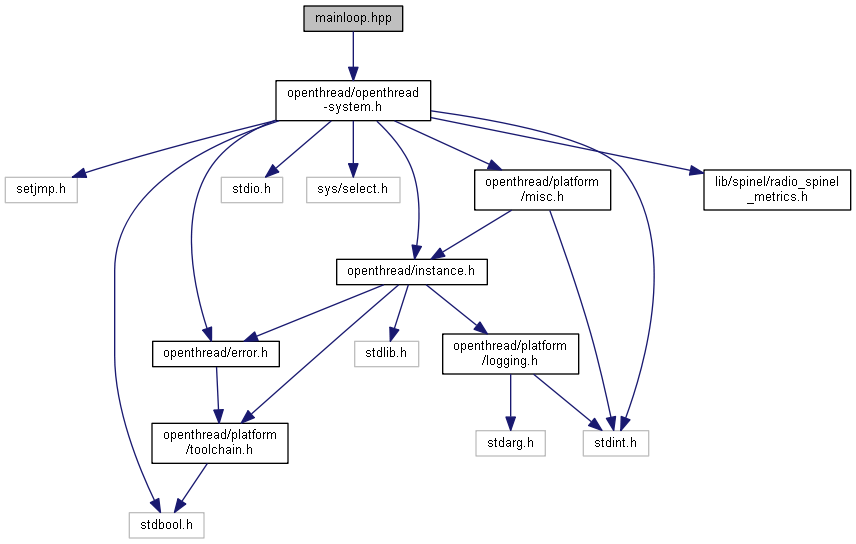 mainloop.hpp
openthread/openthread
-system.h
setjmp.h
stdio.h
sys/select.h
openthread/platform
/misc.h
lib/spinel/radio_spinel
_metrics.h
openthread/instance.h
openthread/error.h
stdlib.h
openthread/platform
/logging.h
openthread/platform
/toolchain.h
stdarg.h
stdint.h
stdbool.h